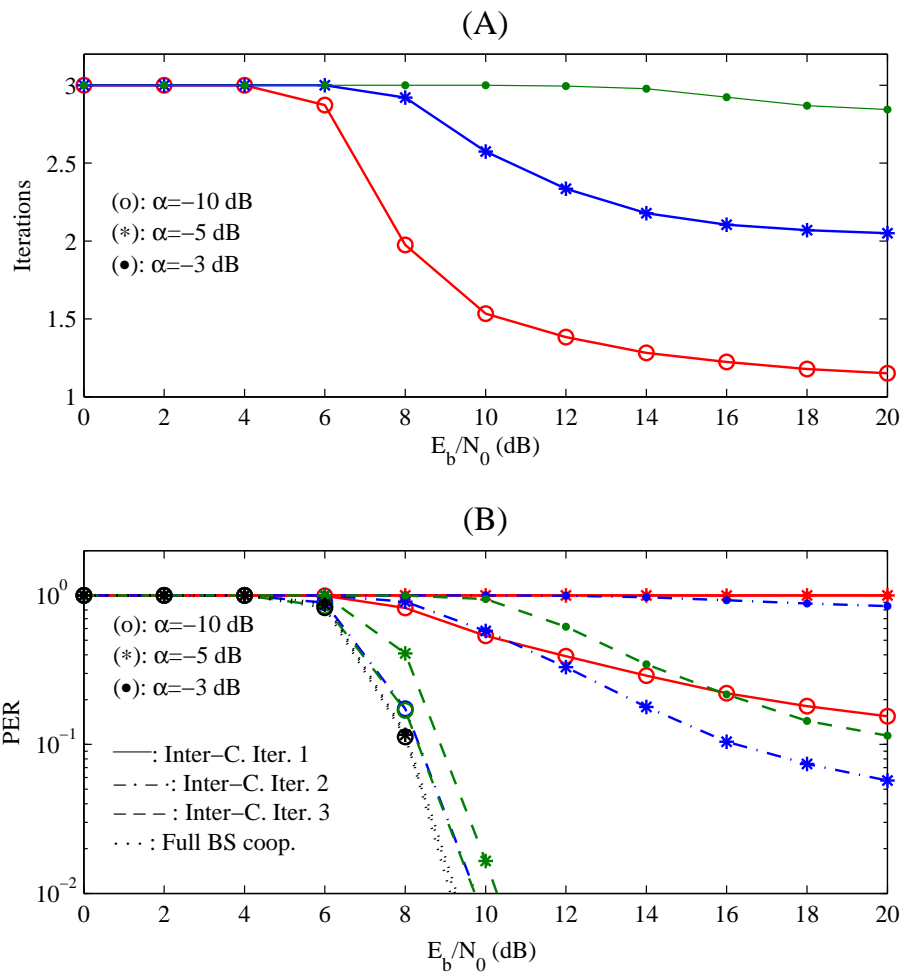 (A)
3
2.5
2
1.5
1
Iterations
(o): α=−10 dB
(*): α=−5 dB
(●): α=−3 dB
0 2 4 6 8 10 12 14 16 18 20
E_b/N_0 (dB)
(B)
10^0
10^-1
10^-2
PER
(o): α=−10 dB
(*): α=−5 dB
(●): α=−3 dB
——: Inter−C. Iter. 1
− · − · −: Inter−C. Iter. 2
− − −: Inter−C. Iter. 3
· · · : Full BS coop.
0 2 4 6 8 10 12 14 16 18 20
E_b/N_0 (dB)